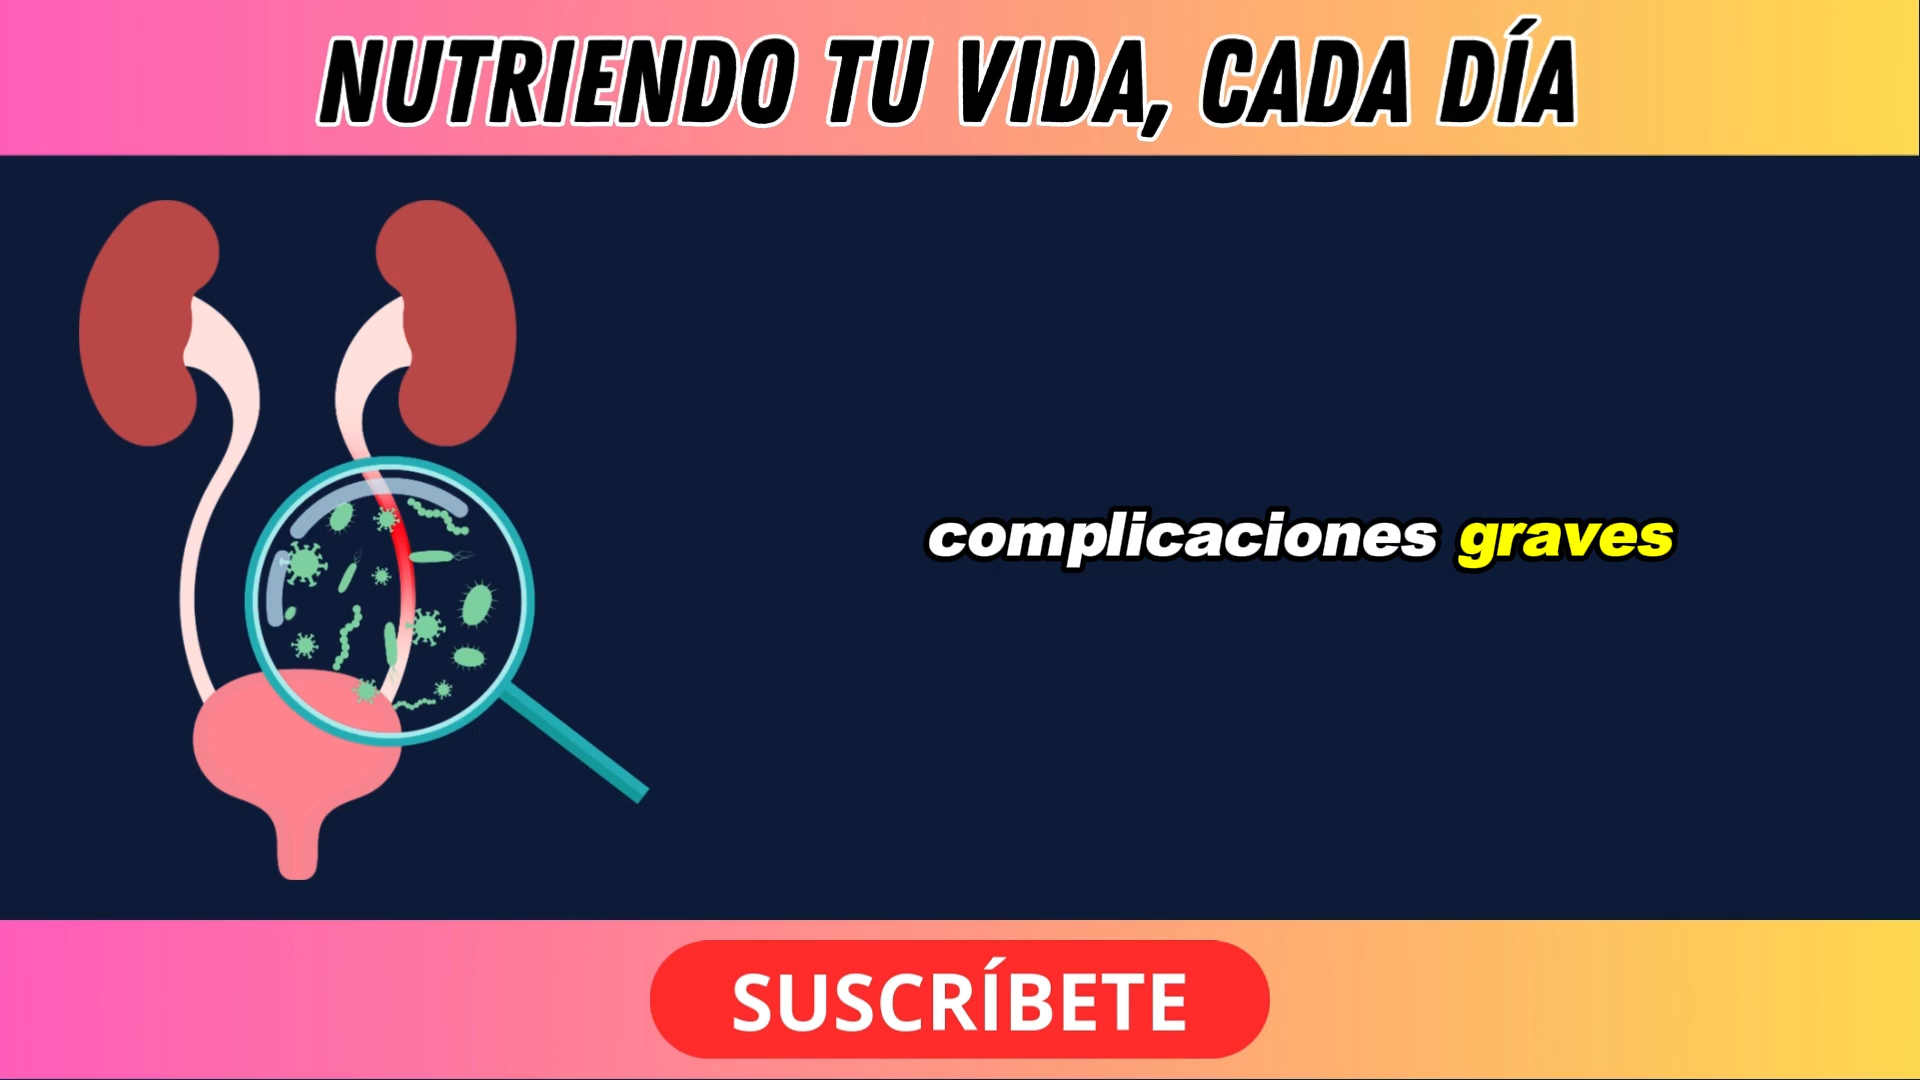 NUTRIENDO TU VIDA, CADA DÍA
complicaciones graves
SUSCRÍBETE